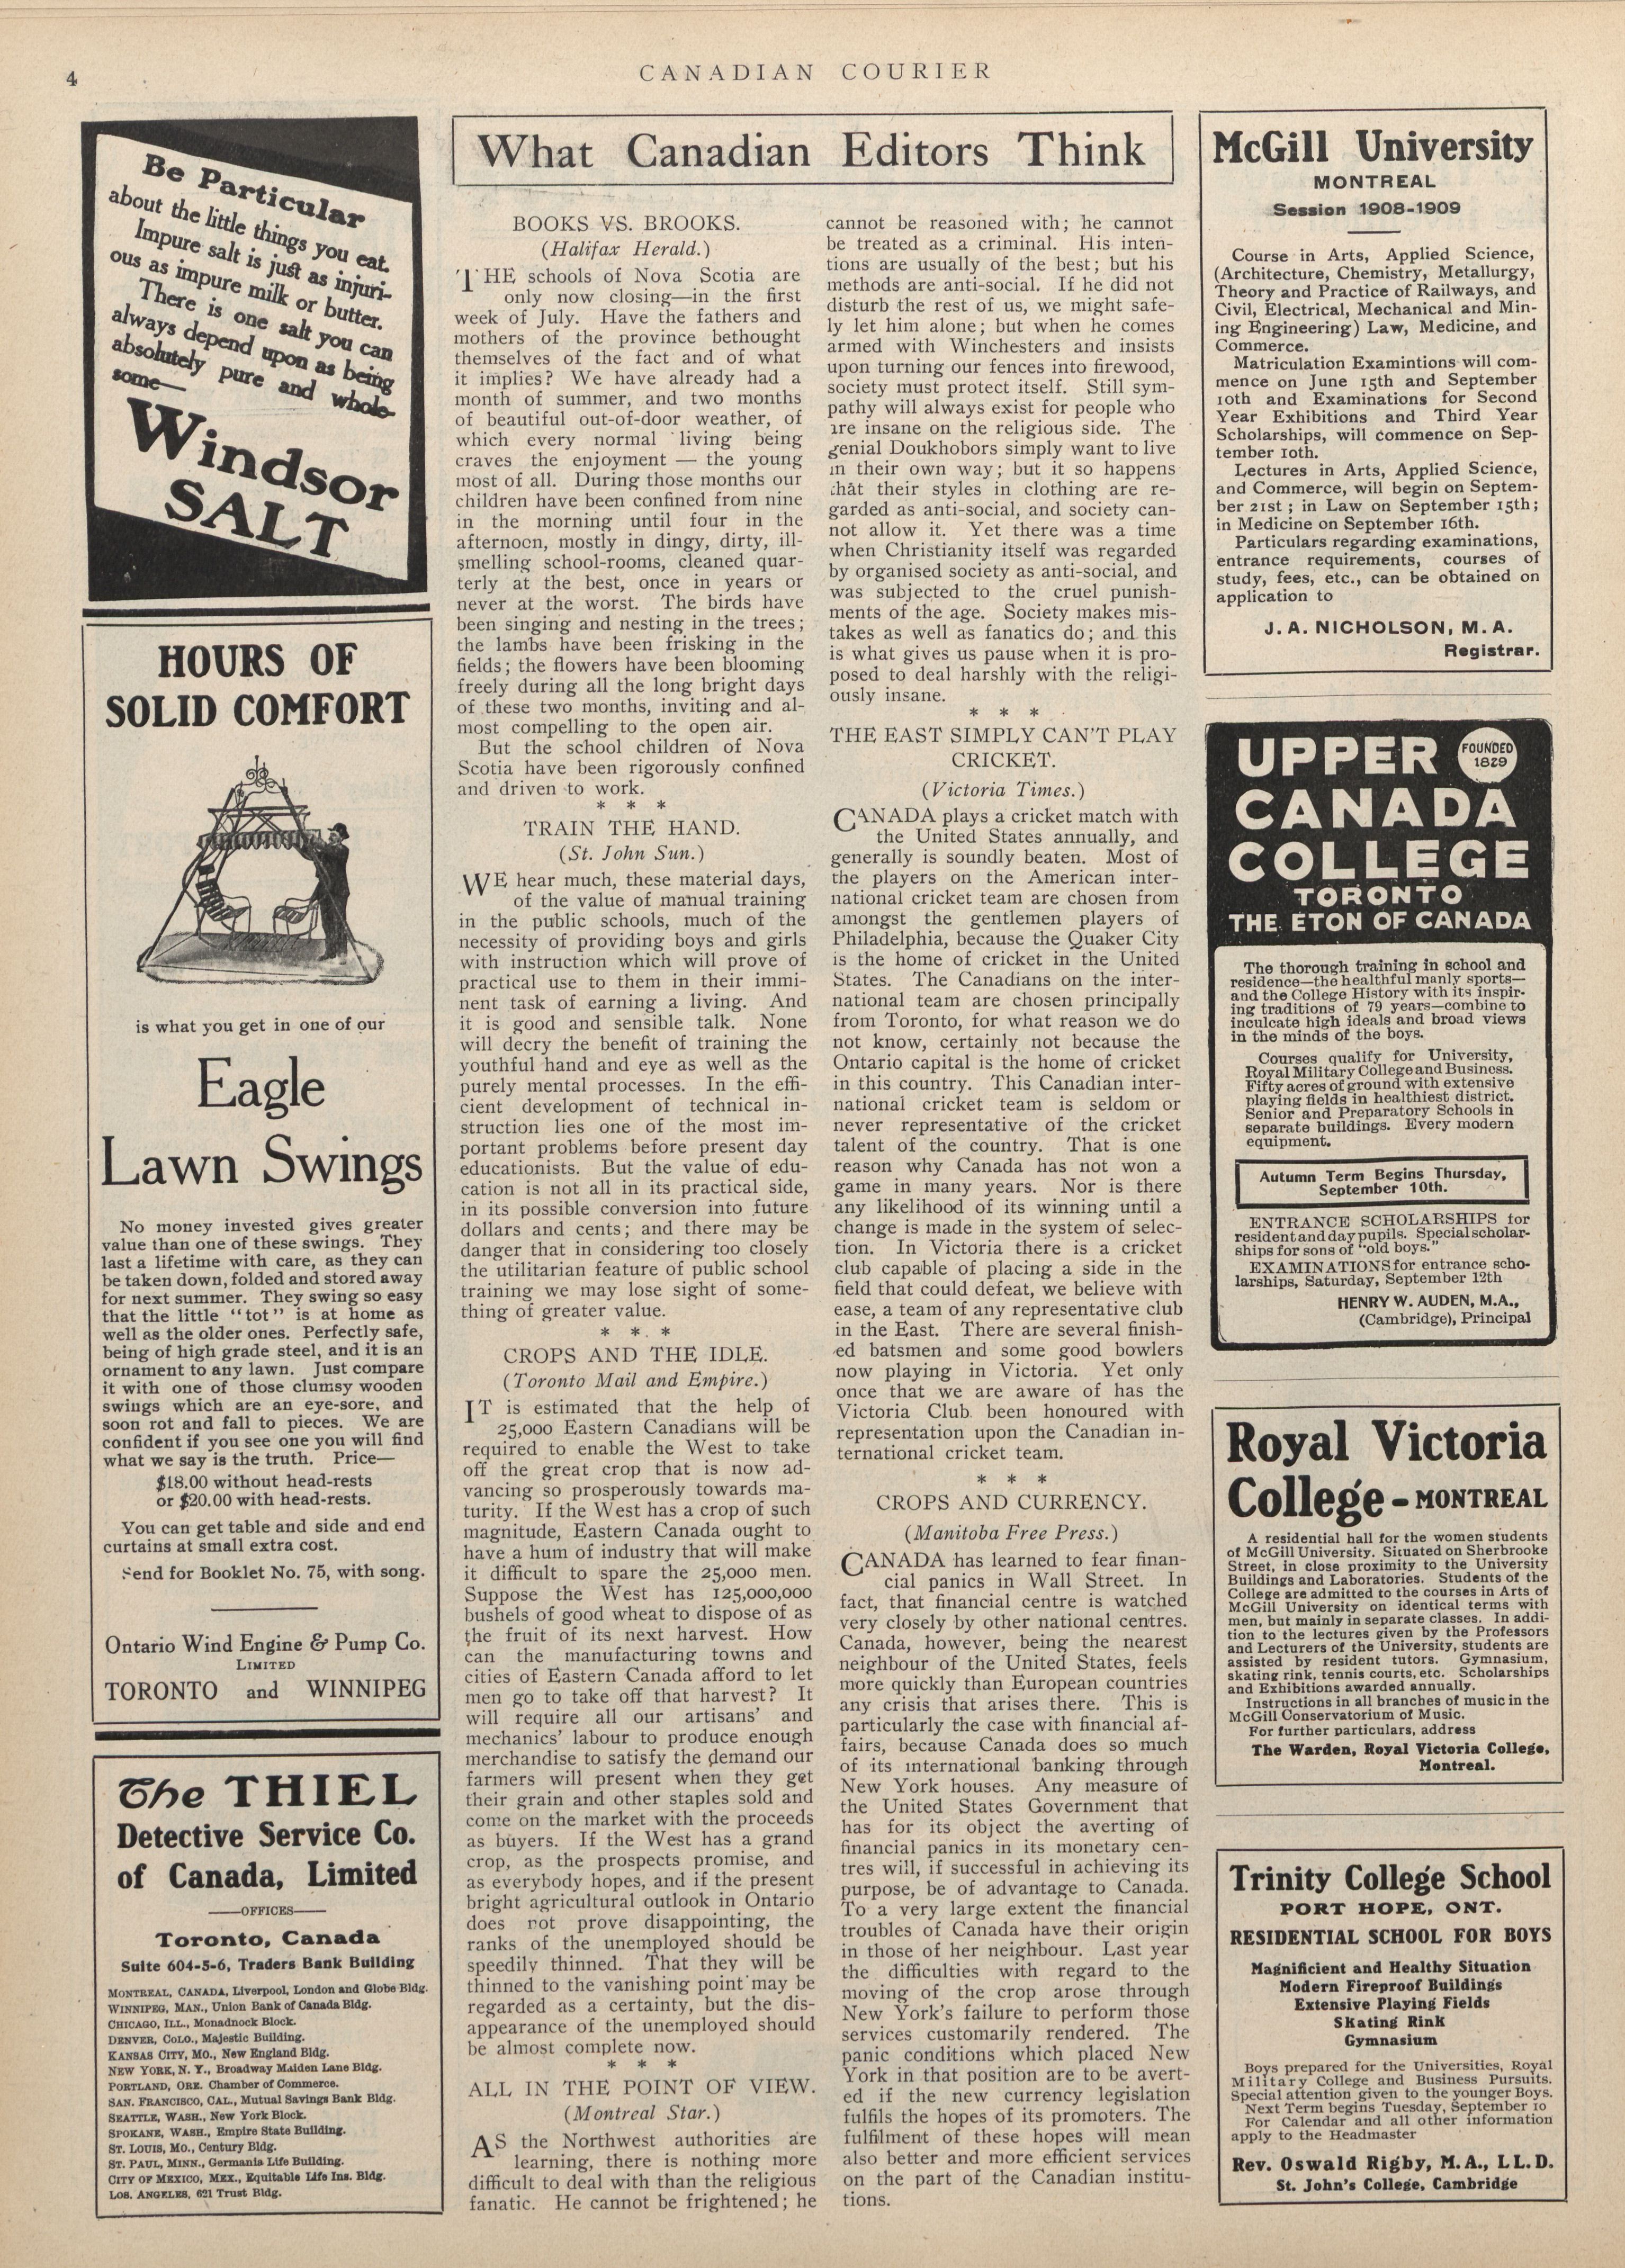 4
CANADIAN COURIER
Be Particular
about the little things you eat.
Impure salt is just as injuri-
ous as impure milk or butter.
There is one salt you can
always depend upon as being
absolutely pure and whole-
some—
Windsor
SALT
HOURS OF
SOLID COMFORT
is what you get in one of our
Eagle
Lawn Swings
No money invested gives greater
value than one of these swings. They
last a lifetime with care, as they can
be taken down, folded and stored away
for next summer. They swing so easy
that the little "tot" is at home as
well as the older ones. Perfectly safe,
being of high grade steel, and it is an
ornament to any lawn. Just compare
it with one of those clumsy wooden
swings which are an eye-sore, and
soon rot and fall to pieces. We are
confident if you see one you will find
what we say is the truth. Price—
$18.00 without head-rests
or $20.00 with head-rests.
You can get table and side and end
curtains at small extra cost.
Send for Booklet No. 75, with song.
Ontario Wind Engine & Pump Co.
LIMITED
TORONTO and WINNIPEG
The THIEL
Detective Service Co.
of Canada, Limited
—OFFICES—
Toronto, Canada
Suite 604-5-6, Traders Bank Building
MONTREAL, CANADA, Liverpool, London and Globe Bldg.
WINNIPEG, MAN., Union Bank of Canada Bldg.
CHICAGO, ILL., Monadnock Block.
DENVER, COLO., Majestic Building.
KANSAS CITY, MO., New England Bldg.
NEW YORK, N. Y., Broadway Maiden Lane Bldg.
PORTLAND, ORE. Chamber of Commerce.
SAN. FRANCISCO, CAL., Mutual Savings Bank Bldg.
SEATTLE, WASH., New York Block.
SPOKANE, WASH., Empire State Building.
ST. LOUIS, MO., Century Bldg.
ST. PAUL, MINN., Germania Life Building.
CITY OF MEXICO, MEX., Equitable Life Ins. Bldg.
LOS. ANGELES, 621 Trust Bldg.
What Canadian Editors Think
BOOKS VS. BROOKS.
(Halifax Herald.)
THE schools of Nova Scotia are
only now closing—in the first
week of July. Have the fathers and
mothers of the province bethought
themselves of the fact and of what
it implies? We have already had a
month of summer, and two months
of beautiful out-of-door weather, of
which every normal living being
craves the enjoyment — the young
most of all. During those months our
children have been confined from nine
in the morning until four in the
afternoon, mostly in dingy, dirty, ill-
smelling school-rooms, cleaned quar-
terly at the best, once in years or
never at the worst. The birds have
been singing and nesting in the trees;
the lambs have been frisking in the
fields; the flowers have been blooming
freely during all the long bright days
of these two months, inviting and al-
most compelling to the open air.
But the school children of Nova
Scotia have been rigorously confined
and driven to work.
* * *
TRAIN THE HAND.
(St. John Sun.)
WE hear much, these material days,
of the value of manual training
in the public schools, much of the
necessity of providing boys and girls
with instruction which will prove of
practical use to them in their immi-
nent task of earning a living. And
it is good and sensible talk. None
will decry the benefit of training the
youthful hand and eye as well as the
purely mental processes. In the effi-
cient development of technical in-
struction lies one of the most im-
portant problems before present day
educationists. But the value of edu-
cation is not all in its practical side,
in its possible conversion into future
dollars and cents; and there may be
danger that in considering too closely
the utilitarian feature of public school
training we may lose sight of some-
thing of greater value.
* * *
CROPS AND THE IDLE.
(Toronto Mail and Empire.)
IT is estimated that the help of
25,000 Eastern Canadians will be
required to enable the West to take
off the great crop that is now ad-
vancing so prosperously towards ma-
turity. If the West has a crop of such
magnitude, Eastern Canada ought to
have a hum of industry that will make
it difficult to spare the 25,000 men.
Suppose the West has 125,000,000
bushels of good wheat to dispose of as
the fruit of its next harvest. How
can the manufacturing towns and
cities of Eastern Canada afford to let
men go to take off that harvest? It
will require all our artisans' and
mechanics' labour to produce enough
merchandise to satisfy the demand our
farmers will present when they get
their grain and other staples sold and
come on the market with the proceeds
as buyers. If the West has a grand
crop, as the prospects promise, and
as everybody hopes, and if the present
bright agricultural outlook in Ontario
does not prove disappointing, the
ranks of the unemployed should be
speedily thinned. That they will be
thinned to the vanishing point may be
regarded as a certainty, but the dis-
appearance of the unemployed should
be almost complete now.
* * *
ALL IN THE POINT OF VIEW.
(Montreal Star.)
AS the Northwest authorities are
learning, there is nothing more
difficult to deal with than the religious
fanatic. He cannot be frightened; he
cannot be reasoned with; he cannot
be treated as a criminal. His inten-
tions are usually of the best; but his
methods are anti-social. If he did not
disturb the rest of us, we might safe-
ly let him alone; but when he comes
armed with Winchesters and insists
upon turning our fences into firewood,
society must protect itself. Still sym-
pathy will always exist for people who
are insane on the religious side. The
genial Doukhobors simply want to live
in their own way; but it so happens
that their styles in clothing are re-
garded as anti-social, and society can-
not allow it. Yet there was a time
when Christianity itself was regarded
by organised society as anti-social, and
was subjected to the cruel punish-
ments of the age. Society makes mis-
takes as well as fanatics do; and this
is what gives us pause when it is pro-
posed to deal harshly with the religi-
ously insane.
* * *
THE EAST SIMPLY CAN'T PLAY
CRICKET.
(Victoria Times.)
CANADA plays a cricket match with
the United States annually, and
generally is soundly beaten. Most of
the players on the American inter-
national cricket team are chosen from
amongst the gentlemen players of
Philadelphia, because the Quaker City
is the home of cricket in the United
States. The Canadians on the inter-
national team are chosen principally
from Toronto, for what reason we do
not know, certainly not because the
Ontario capital is the home of cricket
in this country. This Canadian inter-
national cricket team is seldom or
never representative of the cricket
talent of the country. That is one
reason why Canada has not won a
game in many years. Nor is there
any likelihood of its winning until a
change is made in the system of selec-
tion. In Victoria there is a cricket
club capable of placing a side in the
field that could defeat, we believe with
ease, a team of any representative club
in the East. There are several finish-
ed batsmen and some good bowlers
now playing in Victoria. Yet only
once that we are aware of has the
Victoria Club been honoured with
representation upon the Canadian in-
ternational cricket team.
* * *
CROPS AND CURRENCY.
(Manitoba Free Press.)
CANADA has learned to fear finan-
cial panics in Wall Street. In
fact, that financial centre is watched
very closely by other national centres.
Canada, however, being the nearest
neighbour of the United States, feels
more quickly than European countries
any crisis that arises there. This is
particularly the case with financial af-
fairs, because Canada does so much
of its international banking through
New York houses. Any measure of
the United States Government that
has for its object the averting of
financial panics in its monetary cen-
tres will, if successful in achieving its
purpose, be of advantage to Canada.
To a very large extent the financial
troubles of Canada have their origin
in those of her neighbour. Last year
the difficulties with regard to the
moving of the crop arose through
New York's failure to perform those
services customarily rendered. The
panic conditions which placed New
York in that position are to be avert-
ed if the new currency legislation
fulfils the hopes of its promoters. The
fulfilment of these hopes will mean
also better and more efficient services
on the part of the Canadian institu-
tions.
McGill University
MONTREAL
Session 1908-1909
Course in Arts, Applied Science,
(Architecture, Chemistry, Metallurgy,
Theory and Practice of Railways, and
Civil, Electrical, Mechanical and Min-
ing Engineering) Law, Medicine, and
Commerce.
Matriculation Examintions will com-
mence on June 15th and September
10th and Examinations for Second
Year Exhibitions and Third Year
Scholarships, will commence on Sep-
tember 10th.
Lectures in Arts, Applied Science,
and Commerce, will begin on Septem-
ber 21st; in Law on September 15th;
in Medicine on September 16th.
Particulars regarding examinations,
entrance requirements, courses of
study, fees, etc., can be obtained on
application to
J. A. NICHOLSON, M. A.
Registrar.
UPPER
FOUNDED
1829
CANADA
COLLEGE
TORONTO
THE ETON OF CANADA
The thorough training in school and
residence—the healthful manly sports—
and the College History with its inspir-
ing traditions of 79 years—combine to
inculcate high ideals and broad views
in the minds of the boys.
Courses qualify for University,
Royal Military College and Business.
Fifty acres of ground with extensive
playing fields in healthiest district.
Senior and Preparatory Schools in
separate buildings. Every modern
equipment.
Autumn Term Begins Thursday,
September 10th.
ENTRANCE SCHOLARSHIPS for
resident and day pupils. Special scholar-
ships for sons of "old boys."
EXAMINATIONS for entrance scho-
larships, Saturday, September 12th
HENRY W. AUDEN, M.A.,
(Cambridge), Principal
Royal Victoria
College - MONTREAL
A residential hall for the women students
of McGill University. Situated on Sherbrooke
Street, in close proximity to the University
Buildings and Laboratories. Students of the
College are admitted to the courses in Arts of
McGill University on identical terms with
men, but mainly in separate classes. In addi-
tion to the lectures given by the Professors
and Lecturers of the University, students are
assisted by resident tutors. Gymnasium,
skating rink, tennis courts, etc. Scholarships
and Exhibitions awarded annually.
Instructions in all branches of music in the
McGill Conservatorium of Music.
For further particulars, address
The Warden, Royal Victoria College,
Montreal.
Trinity College School
PORT HOPE, ONT.
RESIDENTIAL SCHOOL FOR BOYS
Magnificient and Healthy Situation
Modern Fireproof Buildings
Extensive Playing Fields
Skating Rink
Gymnasium
Boys prepared for the Universities, Royal
Military College and Business Pursuits.
Special attention given to the younger Boys.
Next Term begins Tuesday, September 10
For Calendar and all other information
apply to the Headmaster
Rev. Oswald Rigby, M.A., LL.D.
St. John's College, Cambridge